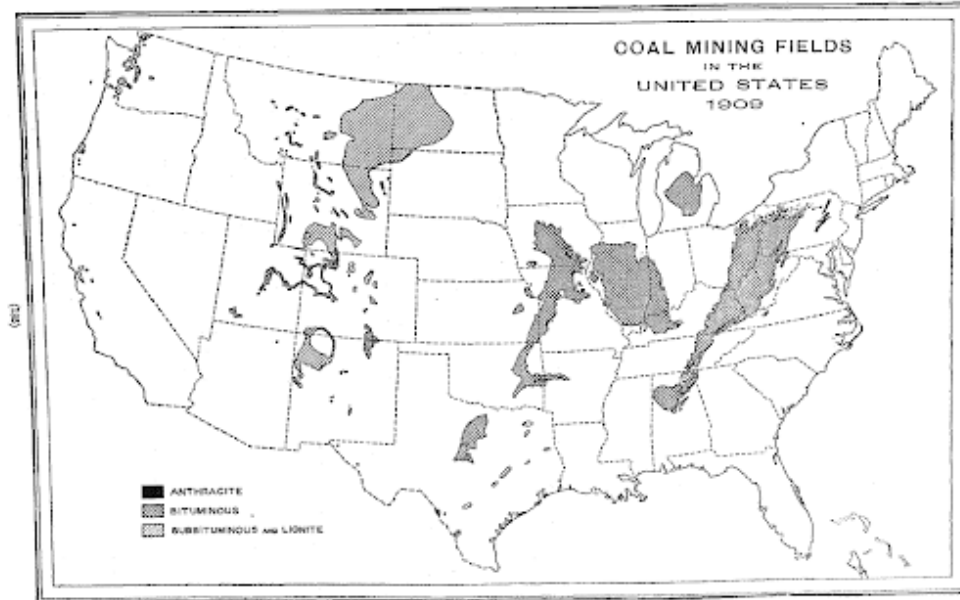 COAL MINING FIELDS
IN THE
UNITED STATES
1909
ANTHRACITE
BITUMINOUS
SUBBITUMINOUS AND LIGNITE